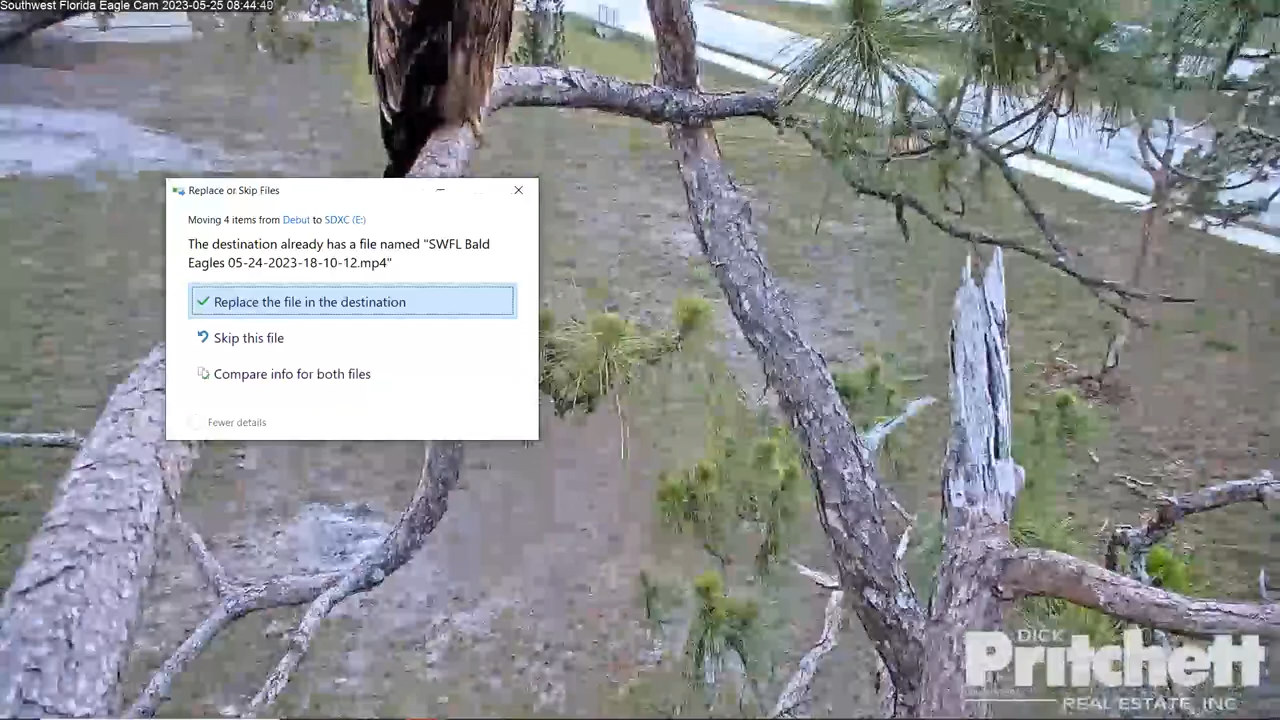 Southwest Florida Eagle Cam 2023-05-25 08:44:40
Replace or Skip Files
Moving 4 items from Debut to SDXC (E:)
The destination already has a file named "SWFL Bald
Eagles 05-24-2023-18-10-12.mp4"
Replace the file in the destination
Skip this file
Compare info for both files
Fewer details
DICK
Pritchett
REAL ESTATE, INC